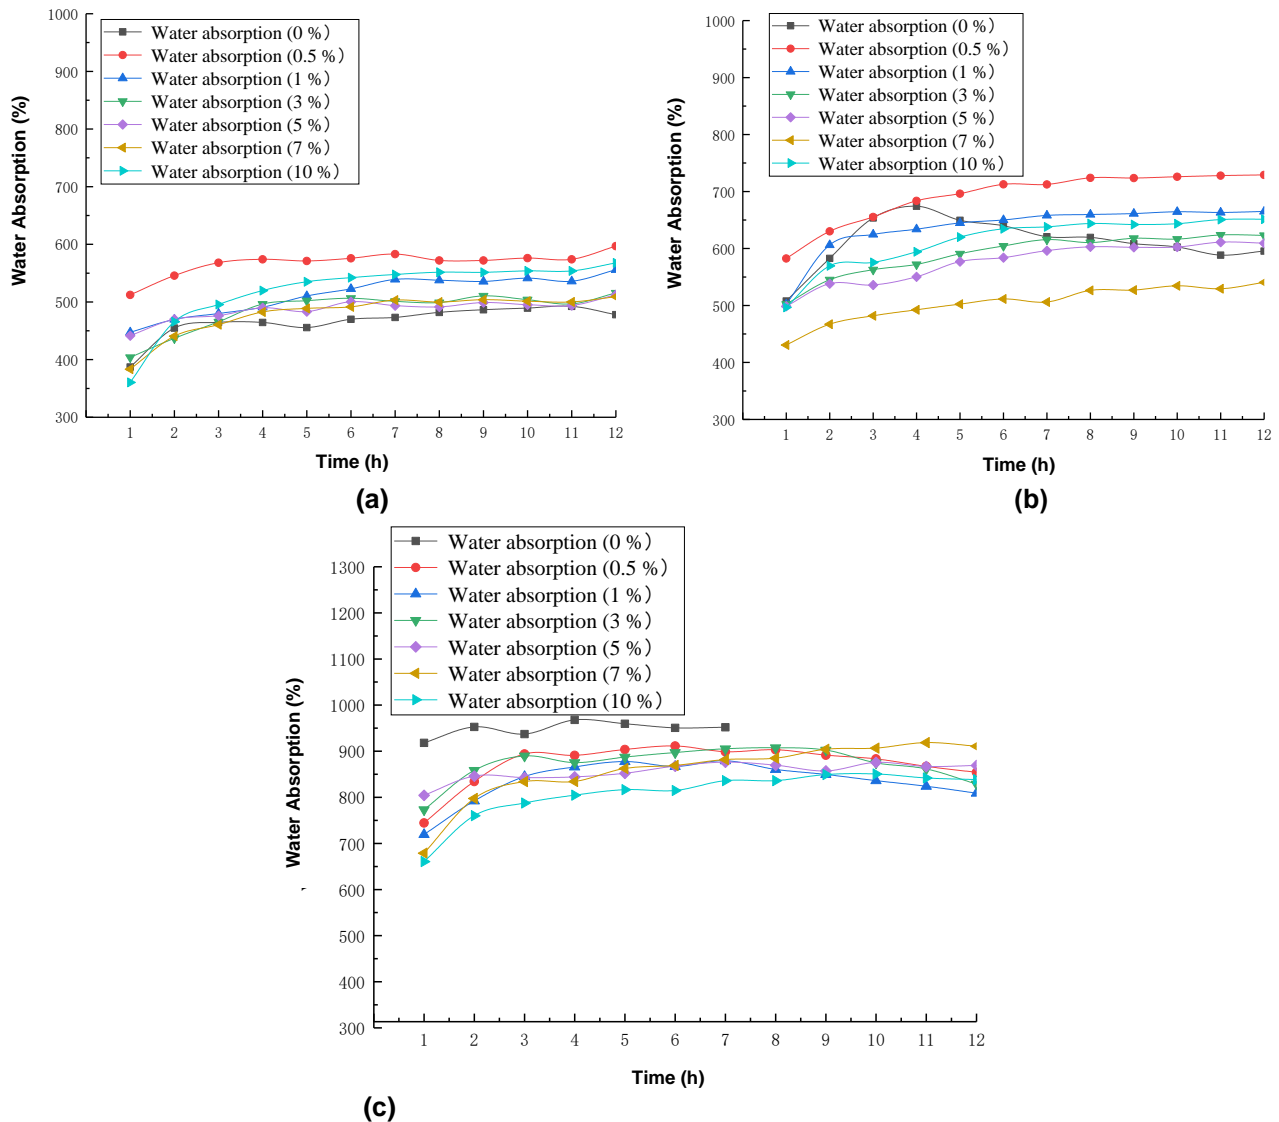 Water absorption (0 %)
Water absorption (0.5 %)
Water absorption (1 %)
Water absorption (3 %)
Water absorption (5 %)
Water absorption (7 %)
Water absorption (10 %)
1000
900
800
700
600
500
400
300
Water Absorption (%)
1 2 3 4 5 6 7 8 9 10 11 12
Time (h)
(a)
Water absorption (0 %)
Water absorption (0.5 %)
Water absorption (1 %)
Water absorption (3 %)
Water absorption (5 %)
Water absorption (7 %)
Water absorption (10 %)
1000
900
800
700
600
500
400
300
Water Absorption (%)
1 2 3 4 5 6 7 8 9 10 11 12
Time (h)
(b)
Water absorption (0 %)
Water absorption (0.5 %)
Water absorption (1 %)
Water absorption (3 %)
Water absorption (5 %)
Water absorption (7 %)
Water absorption (10 %)
1300
1200
1100
1000
900
800
700
600
500
400
300
Water Absorption (%)
1 2 3 4 5 6 7 8 9 10 11 12
Time (h)
(c)